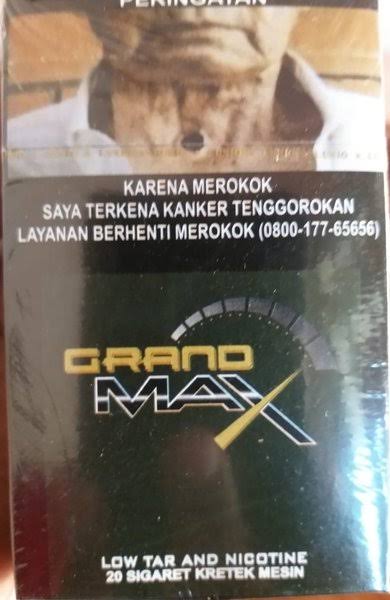 PERINGATAN
KARENA MEROKOK
SAYA TERKENA KANKER TENGGOROKAN
LAYANAN BERHENTI MEROKOK (0800-177-65656)
GRAND
MAX
LOW TAR AND NICOTINE
20 SIGARET KRETEK MESIN